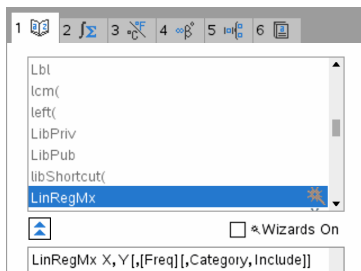 1 2 ∫Σ 3 °C°F 4 ∞β° 5 6
Lbl
lcm(
left(
LibPriv
LibPub
libShortcut(
LinRegMx
Wizards On
LinRegMx X,Y[,[Freq][,Category,Include]]